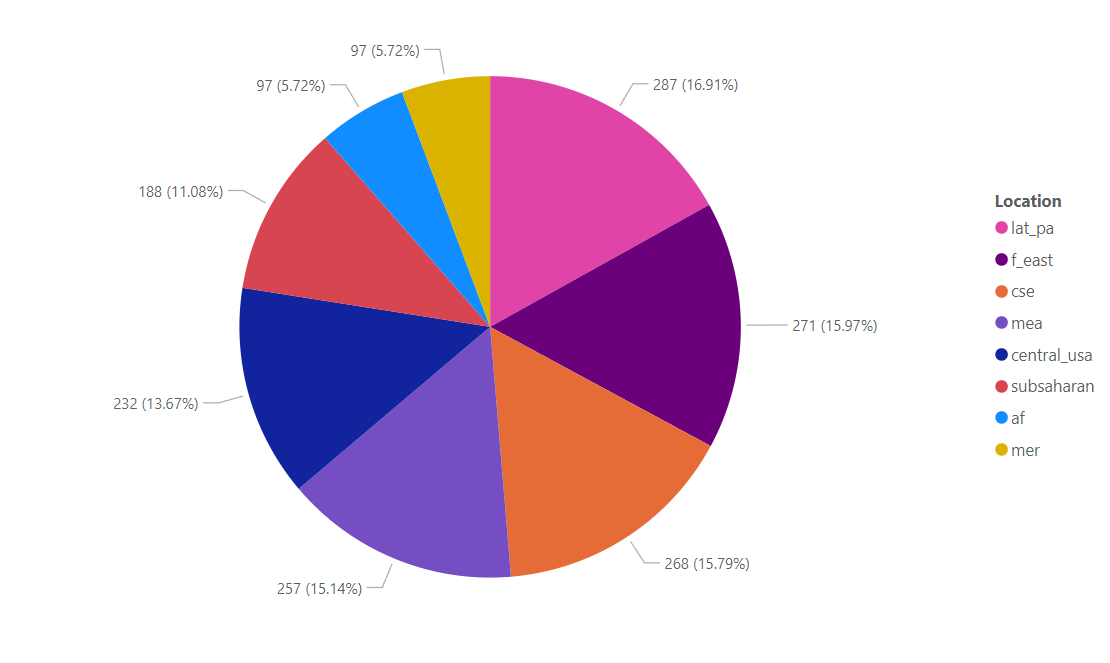 97 (5.72%)
97 (5.72%)
287 (16.91%)
188 (11.08%)
271 (15.97%)
232 (13.67%)
268 (15.79%)
257 (15.14%)
Location
lat_pa
f_east
cse
mea
central_usa
subsaharan
af
mer